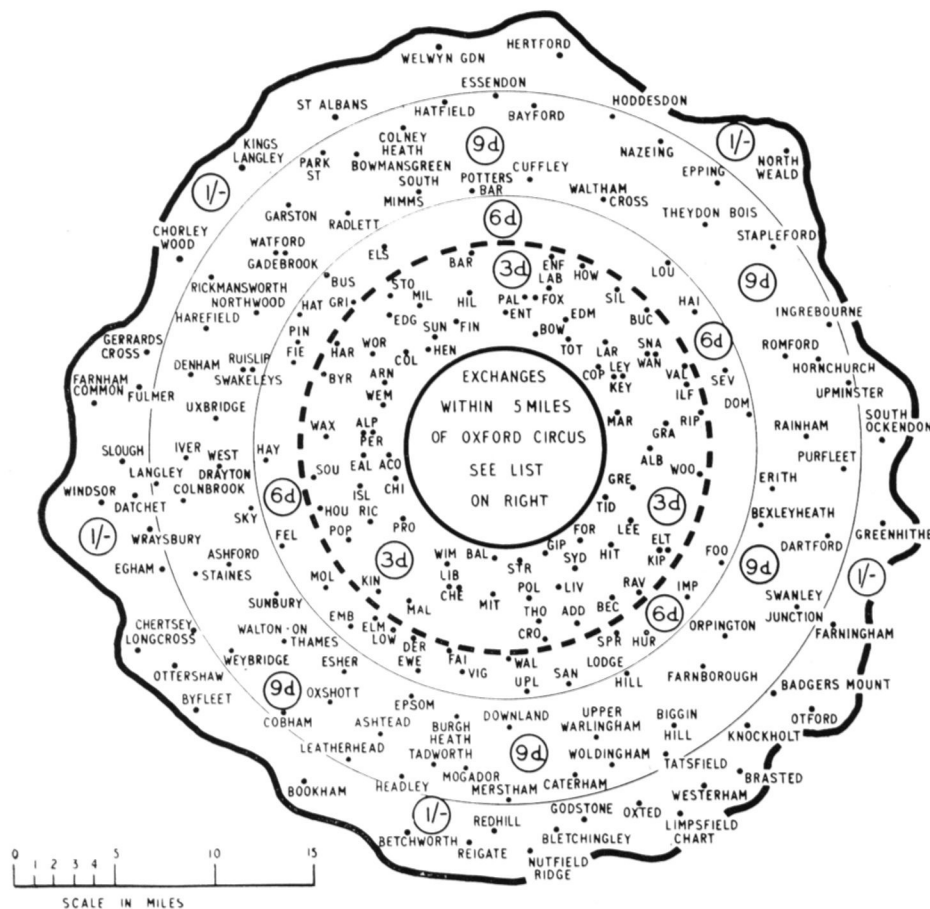 HERTFORD
WELWYN GDN
ESSENDON
ST ALBANS
HATFIELD
BAYFORD
HODDESDON
KINGS
LANGLEY
PARK
ST
COLNEY
HEATH
BOWMANSGREEN
9d
CUFFLEY
NAZEING
1/-
NORTH
WEALD
EPPING
1/-
SOUTH
MIMMS
POTTERS
BAR
WALTHAM
CROSS
GARSTON
RADLETT
6d
THEYDON BOIS
CHORLEY
WOOD
WATFORD
GADEBROOK
ELS
BAR
3d
ENF
HOW
LOU
STAPLEFORD
RICKMANSWORTH
NORTHWOOD
BUS
STO
MIL
HIL
LAB
PAL
FOX
SIL
HAI
9d
HAREFIELD
HAT
GRI
EDG
SUN
FIN
ENT
EDM
BUC
INGREBOURNE
PIN
FIE
BOW
GERRARDS
CROSS
HAR
WOR
COL
HEN
TOT
LAR
SNA
WAN
6d
ROMFORD
HORNCHURCH
DENHAM
RUISLIP
SWAKELEYS
BYR
ARN
COP
LEY
KEY
VAL
ILF
SEV
UPMINSTER
FARNHAM
COMMON
FULMER
WEM
EXCHANGES
WITHIN 5 MILES
OF OXFORD CIRCUS
SEE LIST
ON RIGHT
UXBRIDGE
MAR
RIP
DOM
SOUTH
OCKENDON
WAX
ALP
PER
GRA
RAINHAM
SLOUGH
IVER
WEST
DRAYTON
HAY
EAL
ACO
ALB
PURFLEET
LANGLEY
COLNBROOK
SOU
CHI
GRE
WOO
ERITH
WINDSOR
DATCHET
6d
ISL
TID
3d
SKY
HOU
RIC
PRO
LEE
BEXLEYHEATH
1/-
WRAYSBURY
POP
FOR
GREENHITHE
FEL
3d
WIM
BAL
STR
GIP
SYD
HIT
ELT
KIP
FOO
DARTFORD
EGHAM
ASHFORD
STAINES
9d
1/-
MOL
KIN
LIB
CHE
MIT
POL
LIV
RAV
IMP
SUNBURY
MAL
THO
ADD
BEC
6d
SWANLEY
JUNCTION
CHERTSEY
LONGCROSS
WALTON-ON
THAMES
EMB
ELM
LOW
CRO
SPR
HUR
ORPINGTON
FARNINGHAM
WEYBRIDGE
ESHER
DER
EWE
FAI
VIG
WAL
UPL
SAN
LODGE
HILL
OTTERSHAW
BYFLEET
9d
OXSHOTT
EPSOM
FARNBOROUGH
BADGERS MOUNT
COBHAM
ASHTEAD
BURGH
HEATH
DOWNLAND
UPPER
WARLINGHAM
BIGGIN
HILL
OTFORD
KNOCKHOLT
LEATHERHEAD
TADWORTH
9d
WOLDINGHAM
TATSFIELD
BOOKHAM
HEADLEY
MOGADOR
MERSTHAM
CATERHAM
BRASTED
1/-
GODSTONE
OXTED
WESTERHAM
BETCHWORTH
REDHILL
BLETCHINGLEY
LIMPSFIELD
CHART
REIGATE
NUTFIELD
RIDGE
0 1 2 3 4 5 10 15
SCALE IN MILES